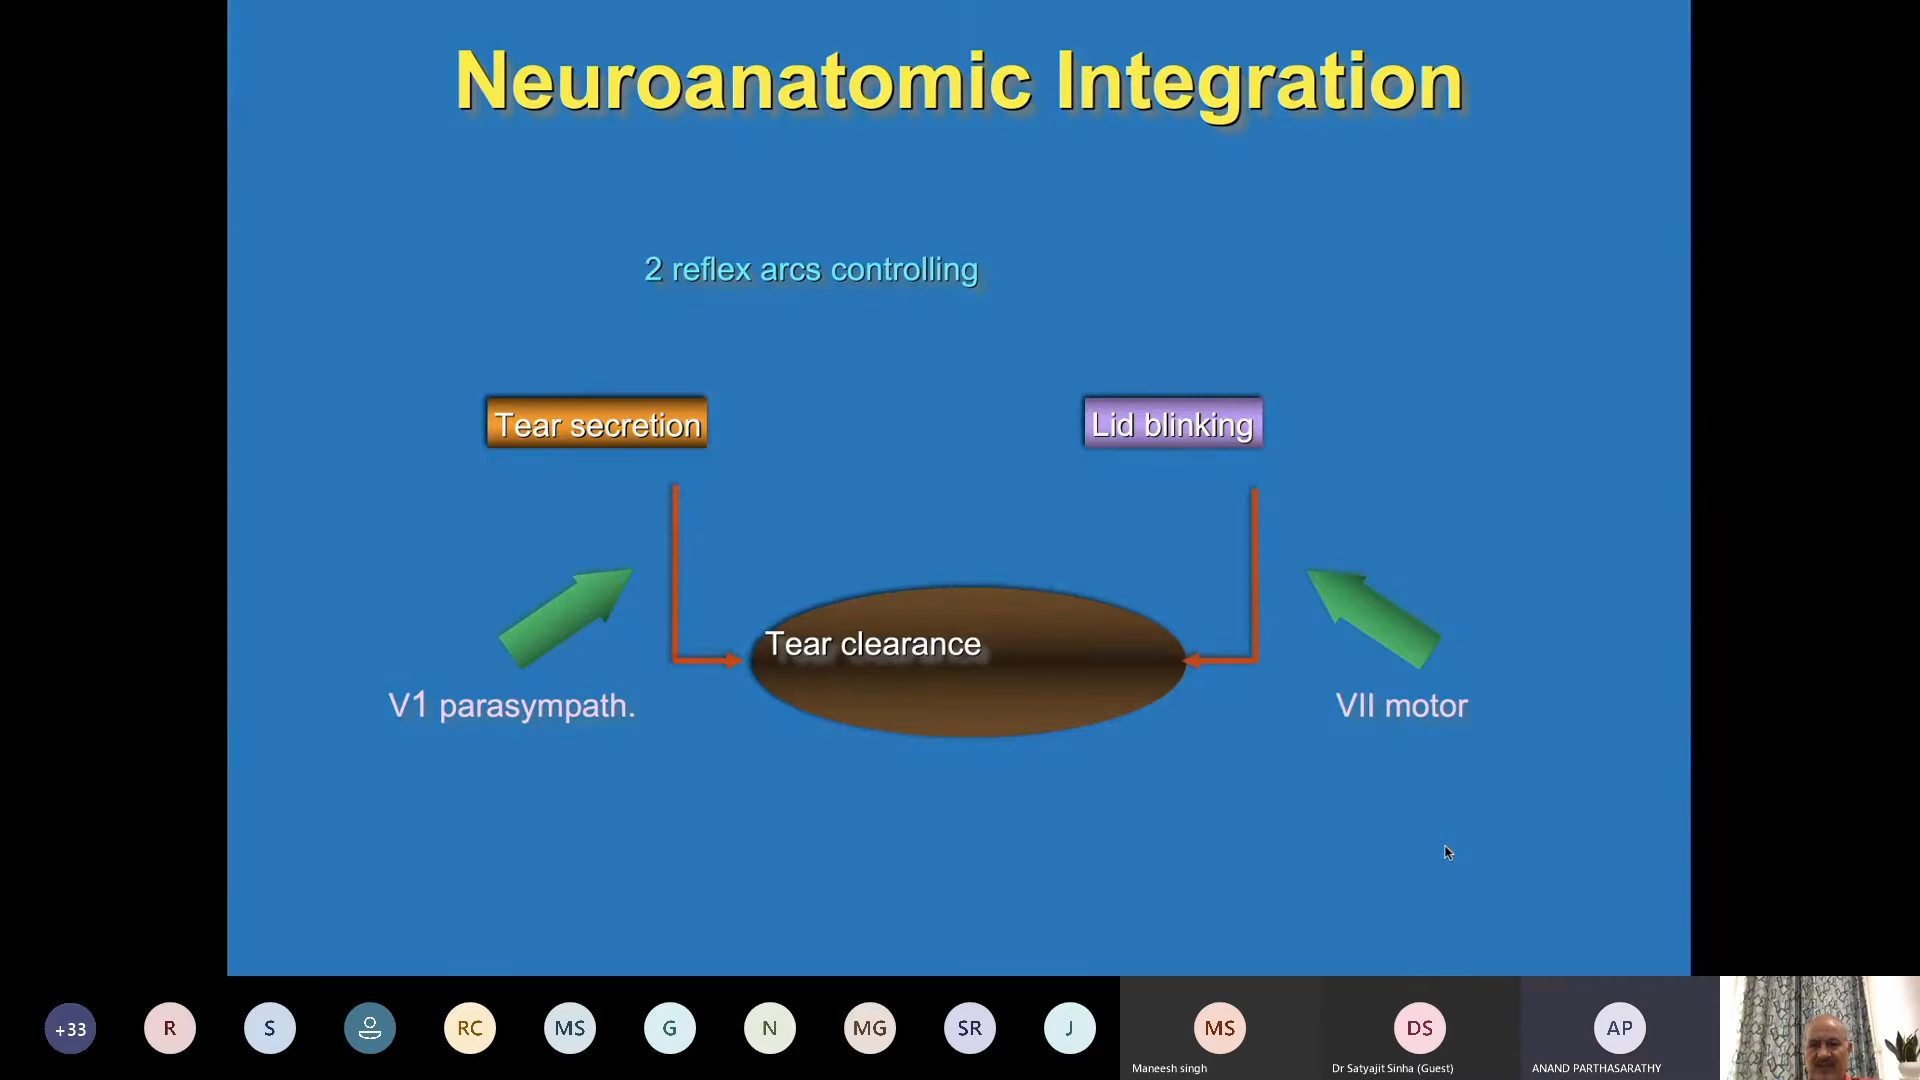 Neuroanatomic Integration
2 reflex arcs controlling
Tear secretion
Lid blinking
Tear clearance
V1 parasympath.
VII motor
+33
R
S
RC
MS
G
N
MG
SR
J
MS
DS
AP
Maneesh singh
Dr Satyajit Sinha (Guest)
ANAND PARTHASARATHY